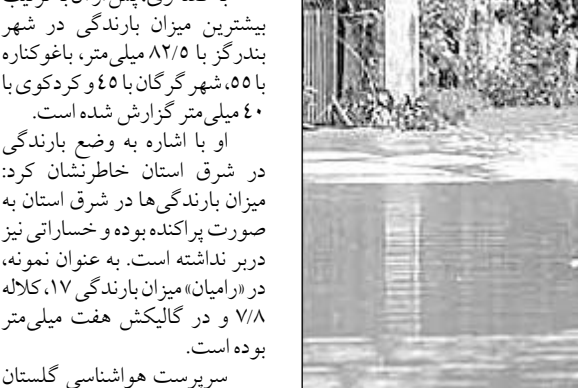 بیشترین میزان بارندگی در شهر
بندرگز با ۸۲/۵ میلی‌متر، باغوکناره
با ۵۵، شهر گرگان با ٤۵ و کردکوی با
٤۰ میلی‌متر گزارش شده است.
او با اشاره به وضع بارندگی
در شرق استان خاطرنشان کرد:
میزان بارندگی‌ها در شرق استان به
صورت پراکنده بوده و خساراتی نیز
دربر نداشته است. به عنوان نمونه،
در «رامیان» میزان بارندگی ۱۷، کلاله
۷/۸ و در گالیکش هفت میلی‌متر
بوده است.
سرپرست هواشناسی گلستان